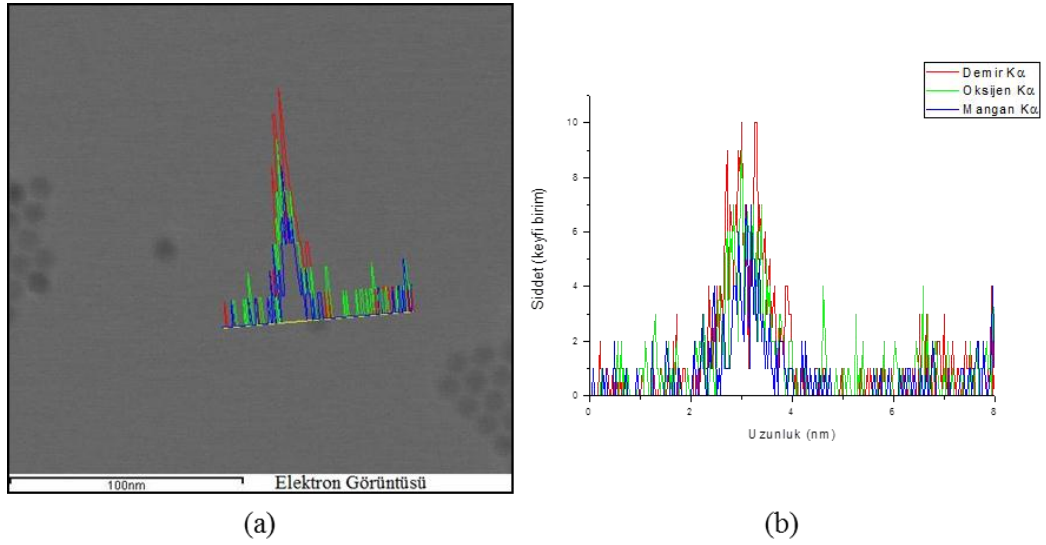 100nm
Elektron Görüntüsü
(a)
Demir Kα
Oksijen Kα
Mangan Kα
Siddet (keyfi birim)
10
8
6
4
2
0
0 2 4 6 8
Uzunluk (nm)
(b)